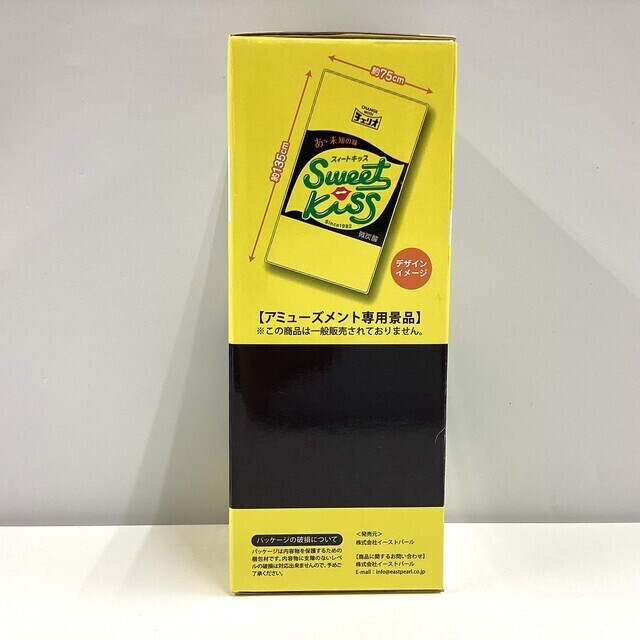 約75cm
約135cm
CHANGE
WITH
チェリオ
あゝ未知の味
スィートキッス
Sweet
Kiss
Since1982
微炭酸
デザイン
イメージ
【アミューズメント専用景品】
※この商品は一般販売されておりません。
パッケージの破損について
パッケージは内容物を保護するための
梱包材です。内容物に支障のないレベ
ルの破損は対応出来ませんので、予めご
了承ください。
＜発売元＞
株式会社イーストパール
【商品に関するお問い合わせ】
株式会社イーストパール
E-mail：info@eastpearl.co.jp